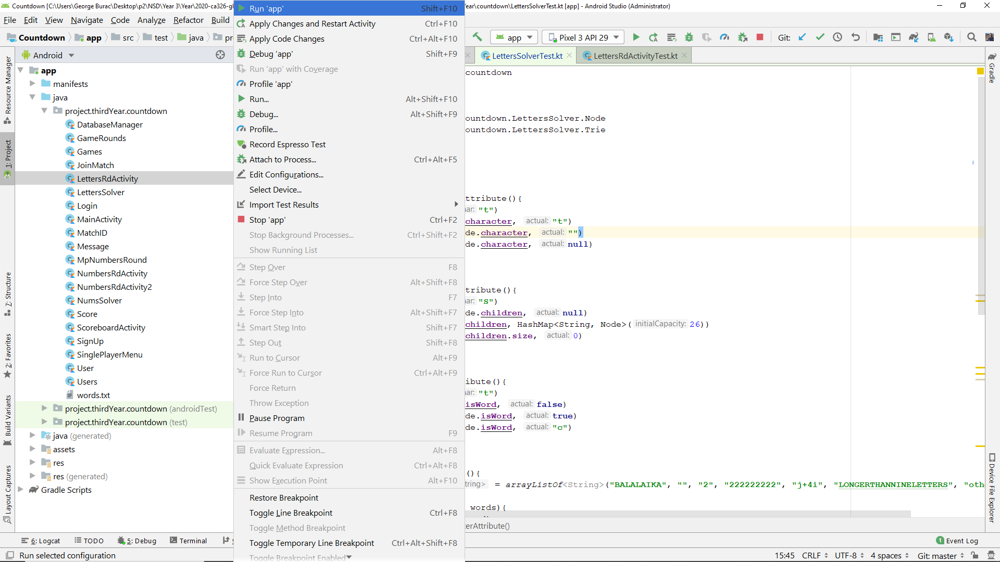 Countdown [C:\Users\George Burac\Desktop\p2\NSD\Year 3\Year\2020-ca326-gl
Year\countdown\LettersSolverTest.kt [app] - Android Studio (Administrator)
File Edit View Navigate Code Analyze Refactor Build
Countdown app src test java pr
app Pixel 3 API 29 Git:
Android
LettersSolverTest.kt LettersRdActivityTest.kt
Resource Manager
1: Project
7: Structure
2: Favorites
Build Variants
Layout Captures
app
manifests
java
project.thirdYear.countdown
DatabaseManager
GameRounds
Games
JoinMatch
LettersRdActivity
LettersSolver
Login
MainActivity
MatchID
Message
MpNumbersRound
NumbersRdActivity
NumbersRdActivity2
NumsSolver
Score
ScoreboardActivity
SignUp
SinglePlayerMenu
User
Users
words.txt
project.thirdYear.countdown (androidTest)
project.thirdYear.countdown (test)
java (generated)
assets
res
res (generated)
Gradle Scripts
Run 'app' Shift+F10
Apply Changes and Restart Activity Ctrl+F10
Apply Code Changes Ctrl+Alt+F10
Debug 'app' Shift+F9
Run 'app' with Coverage
Profile 'app'
Run... Alt+Shift+F10
Debug... Alt+Shift+F9
Profile...
Record Espresso Test
Attach to Process... Ctrl+Alt+F5
Edit Configurations...
Select Device...
Import Test Results
Stop 'app' Ctrl+F2
Stop Background Processes... Ctrl+Shift+F2
Show Running List
Step Over F8
Force Step Over Alt+Shift+F8
Step Into F7
Force Step Into Alt+Shift+F7
Smart Step Into Shift+F7
Step Out Shift+F8
Run to Cursor Alt+F9
Force Run to Cursor Ctrl+Alt+F9
Force Return
Throw Exception
Pause Program
Resume Program F9
Evaluate Expression... Alt+F8
Quick Evaluate Expression Ctrl+Alt+F8
Show Execution Point Alt+F10
Restore Breakpoint
Toggle Line Breakpoint Ctrl+F8
Toggle Method Breakpoint
Toggle Temporary Line Breakpoint Ctrl+Alt+Shift+F8
Toggle Breakpoint Enabled
countdown
ountdown.LettersSolver.Node
ountdown.LettersSolver.Trie
ttribute(){
ar: "t")
character, actual: "t")
de.character, actual: "")
de.character, actual: null)
tribute(){
ar: "S")
de.children, actual: null)
children, HashMap<String, Node>( initialCapacity: 26))
children.size, actual: 0)
ibute(){
ar: "t")
isWord, actual: false)
de.isWord, actual: true)
de.isWord, actual: "c")
(){
tring> = arrayListOf<String>("BALALAIKA", "", "2", "222222222", "j+4i", "LONGERTHANNINELETTERS", "oth
words){
erAttribute()
Gradle
Device File Explorer
6: Logcat TODO 5: Debug Terminal
1 Event Log
Run selected configuration
15:45 CRLF UTF-8 4 spaces Git: master